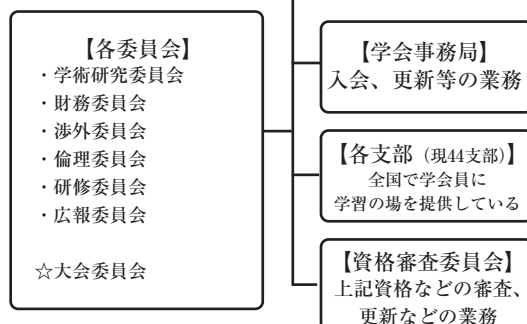 【各委員会】
・学術研究委員会
・財務委員会
・渉外委員会
・倫理委員会
・研修委員会
・広報委員会
☆大会委員会
【学会事務局】
入会、更新等の業務
【各支部（現44支部）】
全国で学会員に
学習の場を提供している
【資格審査委員会】
上記資格などの審査、
更新などの業務